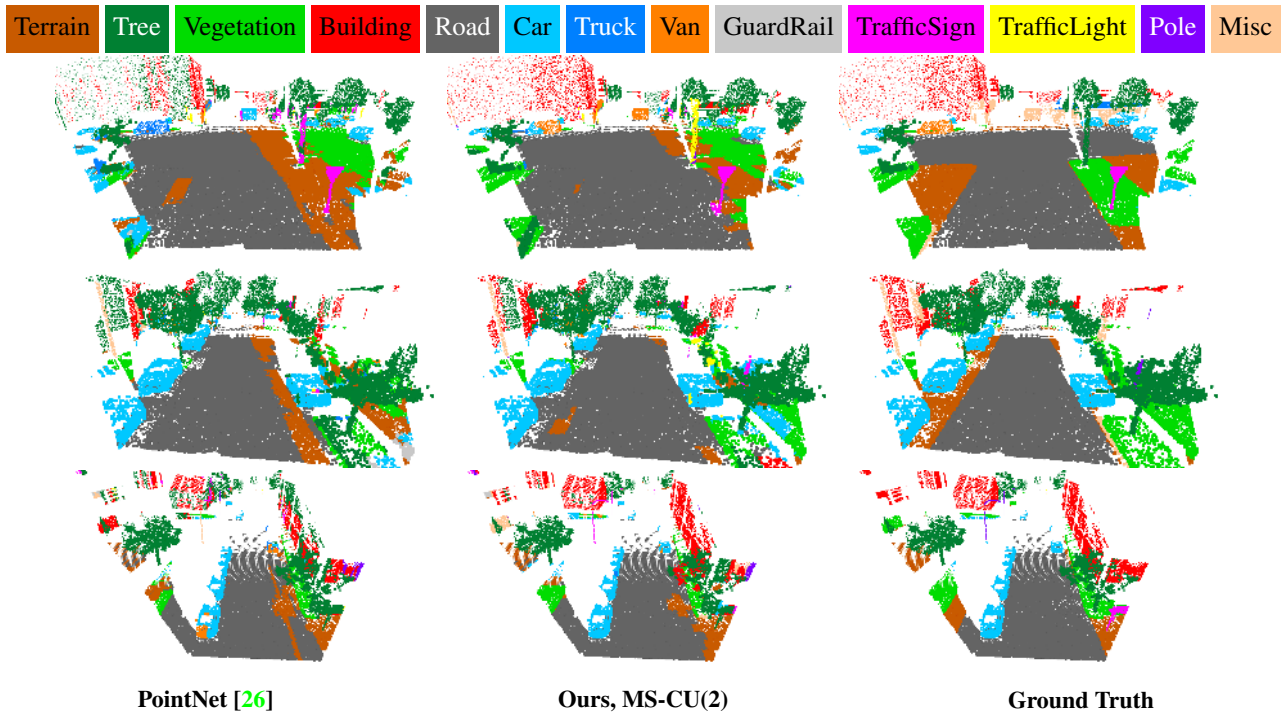 Terrain Tree Vegetation Building Road Car Truck Van GuardRail TrafficSign TrafficLight Pole Misc
PointNet [26] Ours, MS-CU(2) Ground Truth